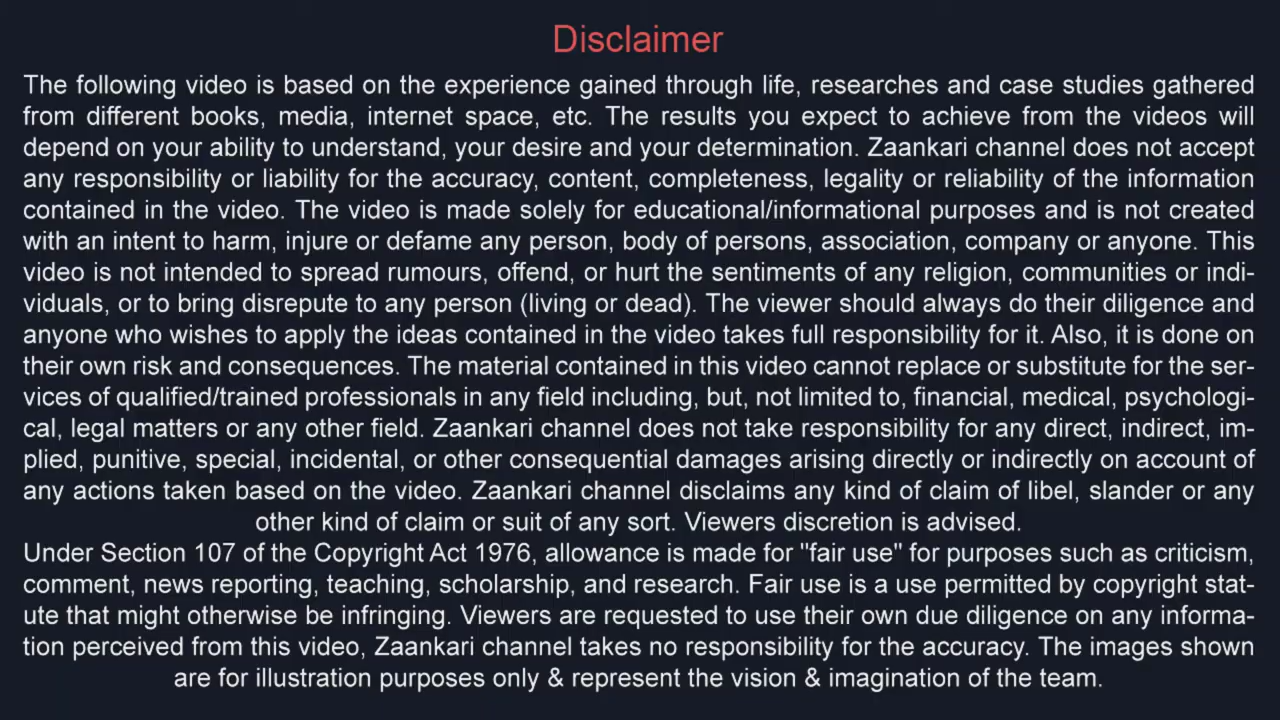 Disclaimer
The following video is based on the experience gained through life, researches and case studies gathered
from different books, media, internet space, etc. The results you expect to achieve from the videos will
depend on your ability to understand, your desire and your determination. Zaankari channel does not accept
any responsibility or liability for the accuracy, content, completeness, legality or reliability of the information
contained in the video. The video is made solely for educational/informational purposes and is not created
with an intent to harm, injure or defame any person, body of persons, association, company or anyone. This
video is not intended to spread rumours, offend, or hurt the sentiments of any religion, communities or indi-
viduals, or to bring disrepute to any person (living or dead). The viewer should always do their diligence and
anyone who wishes to apply the ideas contained in the video takes full responsibility for it. Also, it is done on
their own risk and consequences. The material contained in this video cannot replace or substitute for the ser-
vices of qualified/trained professionals in any field including, but, not limited to, financial, medical, psychologi-
cal, legal matters or any other field. Zaankari channel does not take responsibility for any direct, indirect, im-
plied, punitive, special, incidental, or other consequential damages arising directly or indirectly on account of
any actions taken based on the video. Zaankari channel disclaims any kind of claim of libel, slander or any
other kind of claim or suit of any sort. Viewers discretion is advised.
Under Section 107 of the Copyright Act 1976, allowance is made for "fair use" for purposes such as criticism,
comment, news reporting, teaching, scholarship, and research. Fair use is a use permitted by copyright stat-
ute that might otherwise be infringing. Viewers are requested to use their own due diligence on any informa-
tion perceived from this video, Zaankari channel takes no responsibility for the accuracy. The images shown
are for illustration purposes only & represent the vision & imagination of the team.